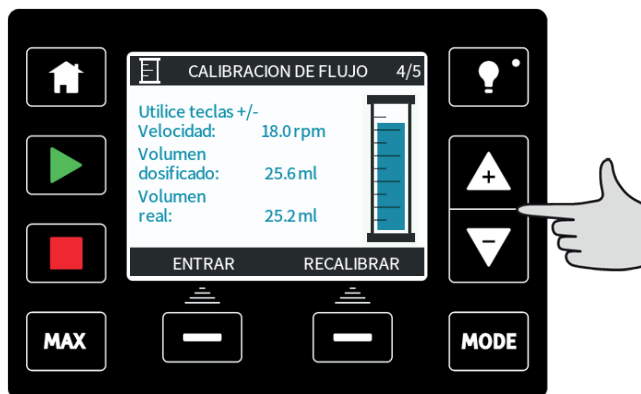 CALIBRACION DE FLUJO 4/5
Utilice teclas +/-
Velocidad: 18.0 rpm
Volumen
dosificado: 25.6 ml
Volumen
real: 25.2 ml
ENTRAR RECALIBRAR
+
-
MAX
MODE